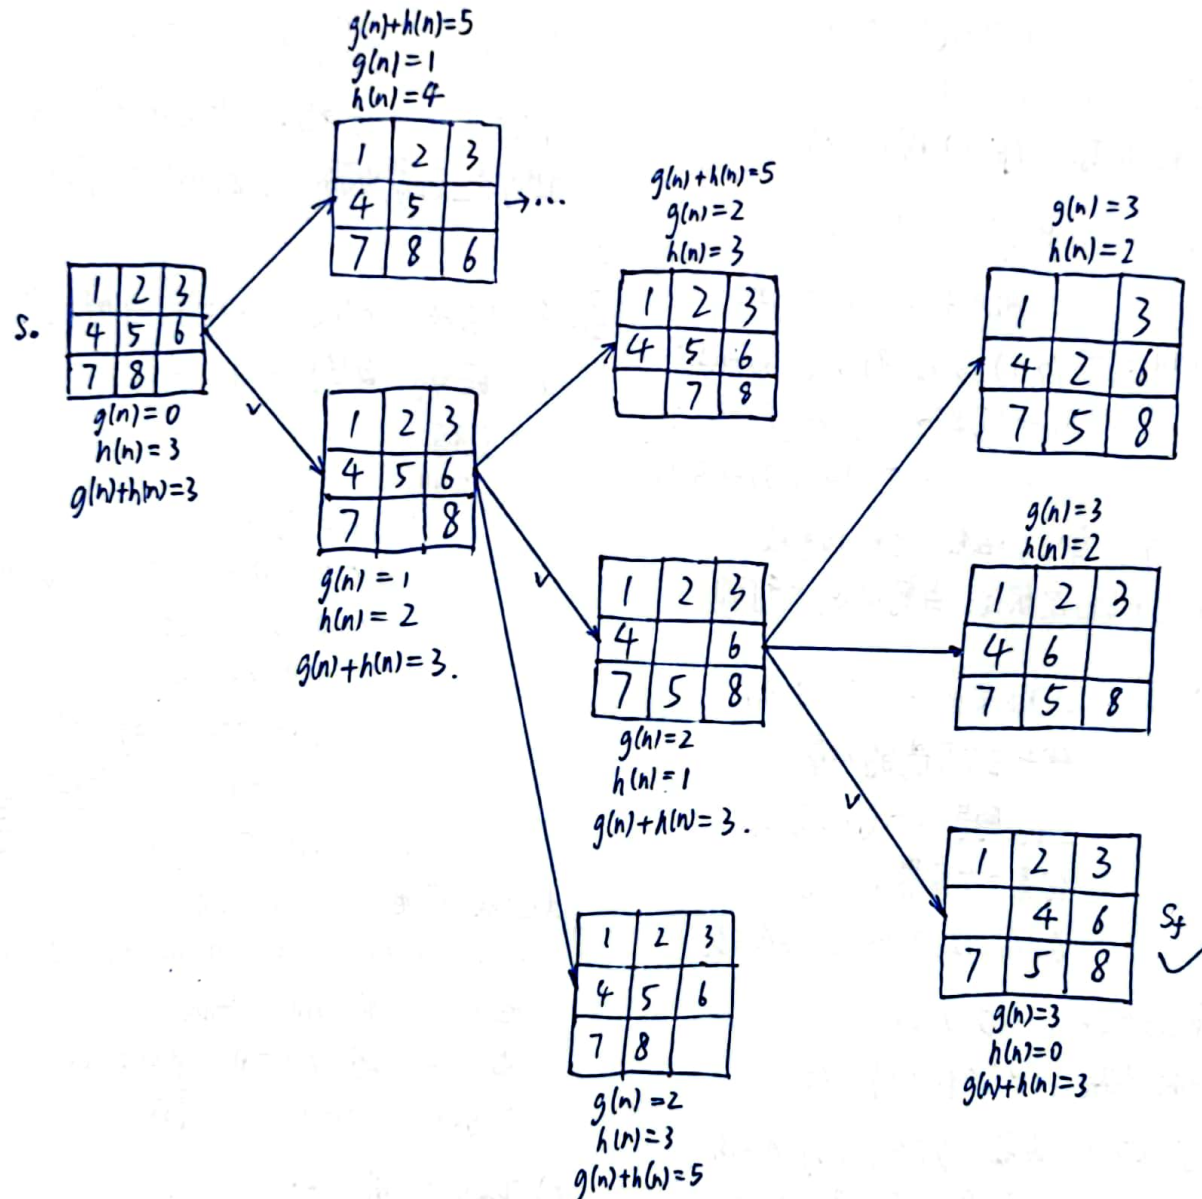 S₀
1 2 3
4 5 6
7 8
g(n)=0
h(n)=3
g(n)+h(n)=3
g(n)+h(n)=5
g(n)=1
h(n)=4
1 2 3
4 5
7 8 6
→...
1 2 3
4 5 6
7 8
g(n)=1
h(n)=2
g(n)+h(n)=3.
g(n)+h(n)=5
g(n)=2
h(n)=3
1 2 3
4 5 6
7 8
1 2 3
4 6
7 5 8
g(n)=2
h(n)=1
g(n)+h(n)=3.
1 2 3
4 5 6
7 8
g(n)=2
h(n)=3
g(n)+h(n)=5
g(n)=3
h(n)=2
1 3
4 2 6
7 5 8
g(n)=3
h(n)=2
1 2 3
4 6
7 5 8
1 2 3
4 6
7 5 8
S_f
g(n)=3
h(n)=0
g(n)+h(n)=3